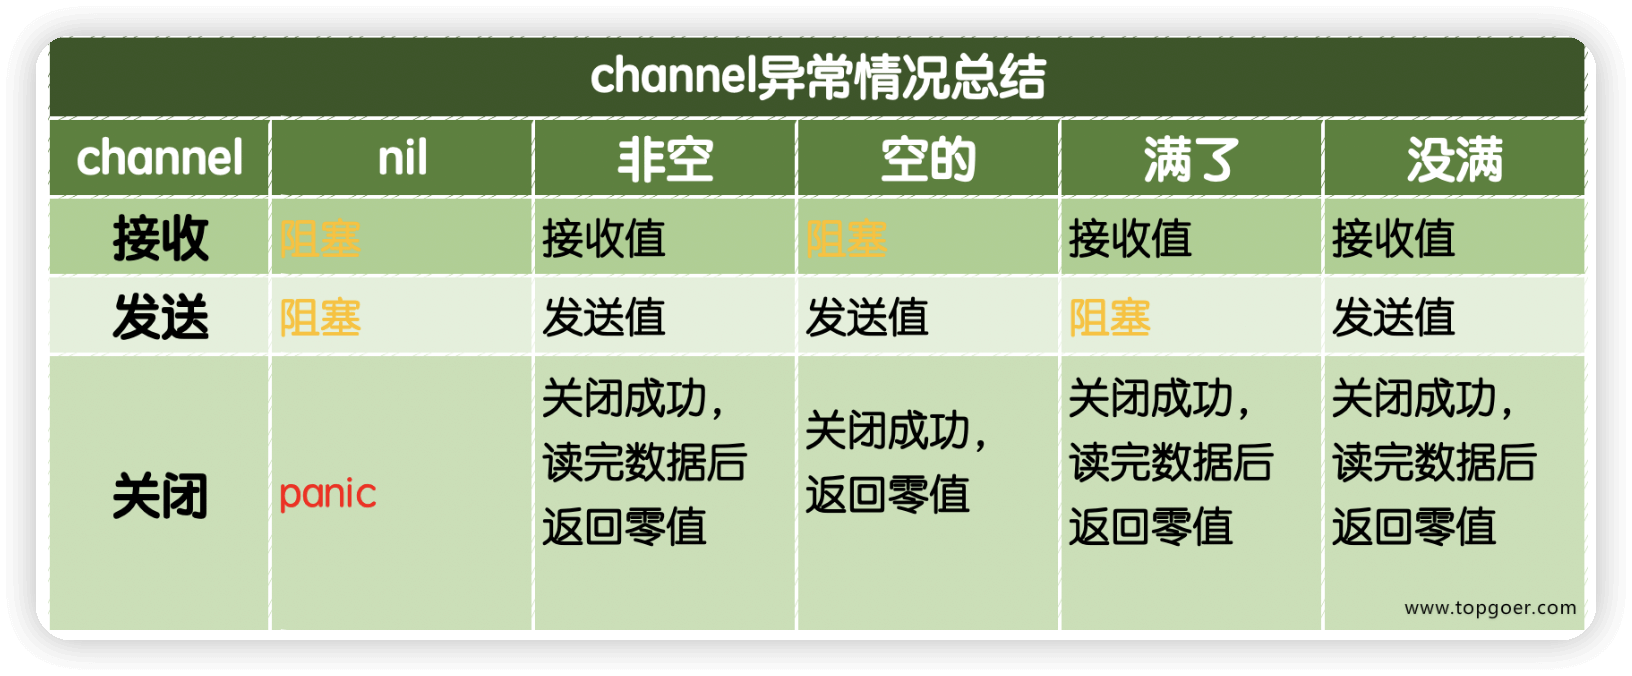 channel异常情况总结
channel nil 非空 空的 满了 没满
接收 阻塞 接收值 阻塞 接收值 接收值
发送 阻塞 发送值 发送值 阻塞 发送值
关闭 panic
关闭成功，
读完数据后
返回零值
关闭成功，
返回零值
关闭成功，
读完数据后
返回零值
关闭成功，
读完数据后
返回零值
www.topgoer.com